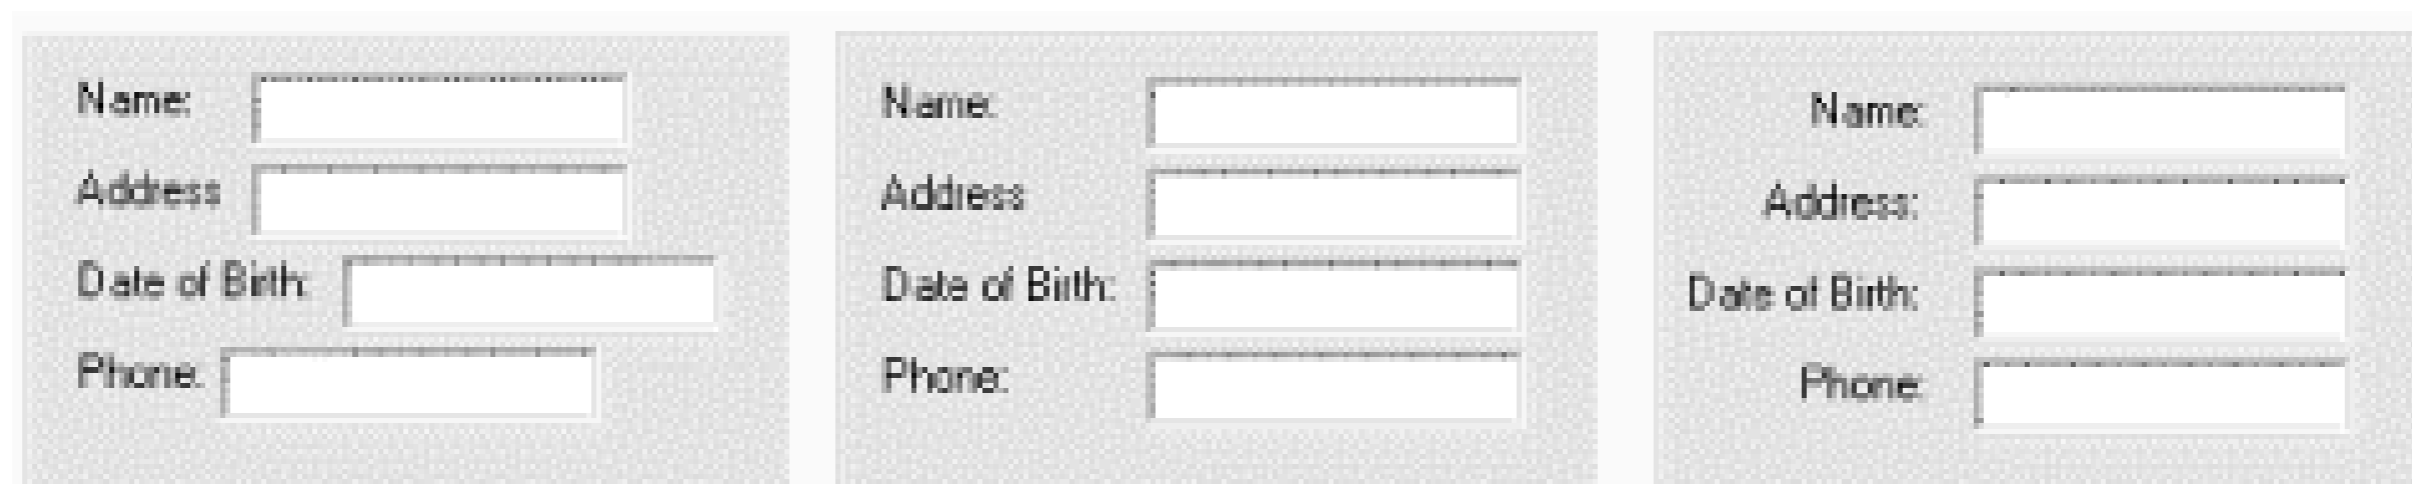 Name:
Address
Date of Birth:
Phone:
Name:
Address
Date of Birth:
Phone:
Name:
Address:
Date of Birth:
Phone: